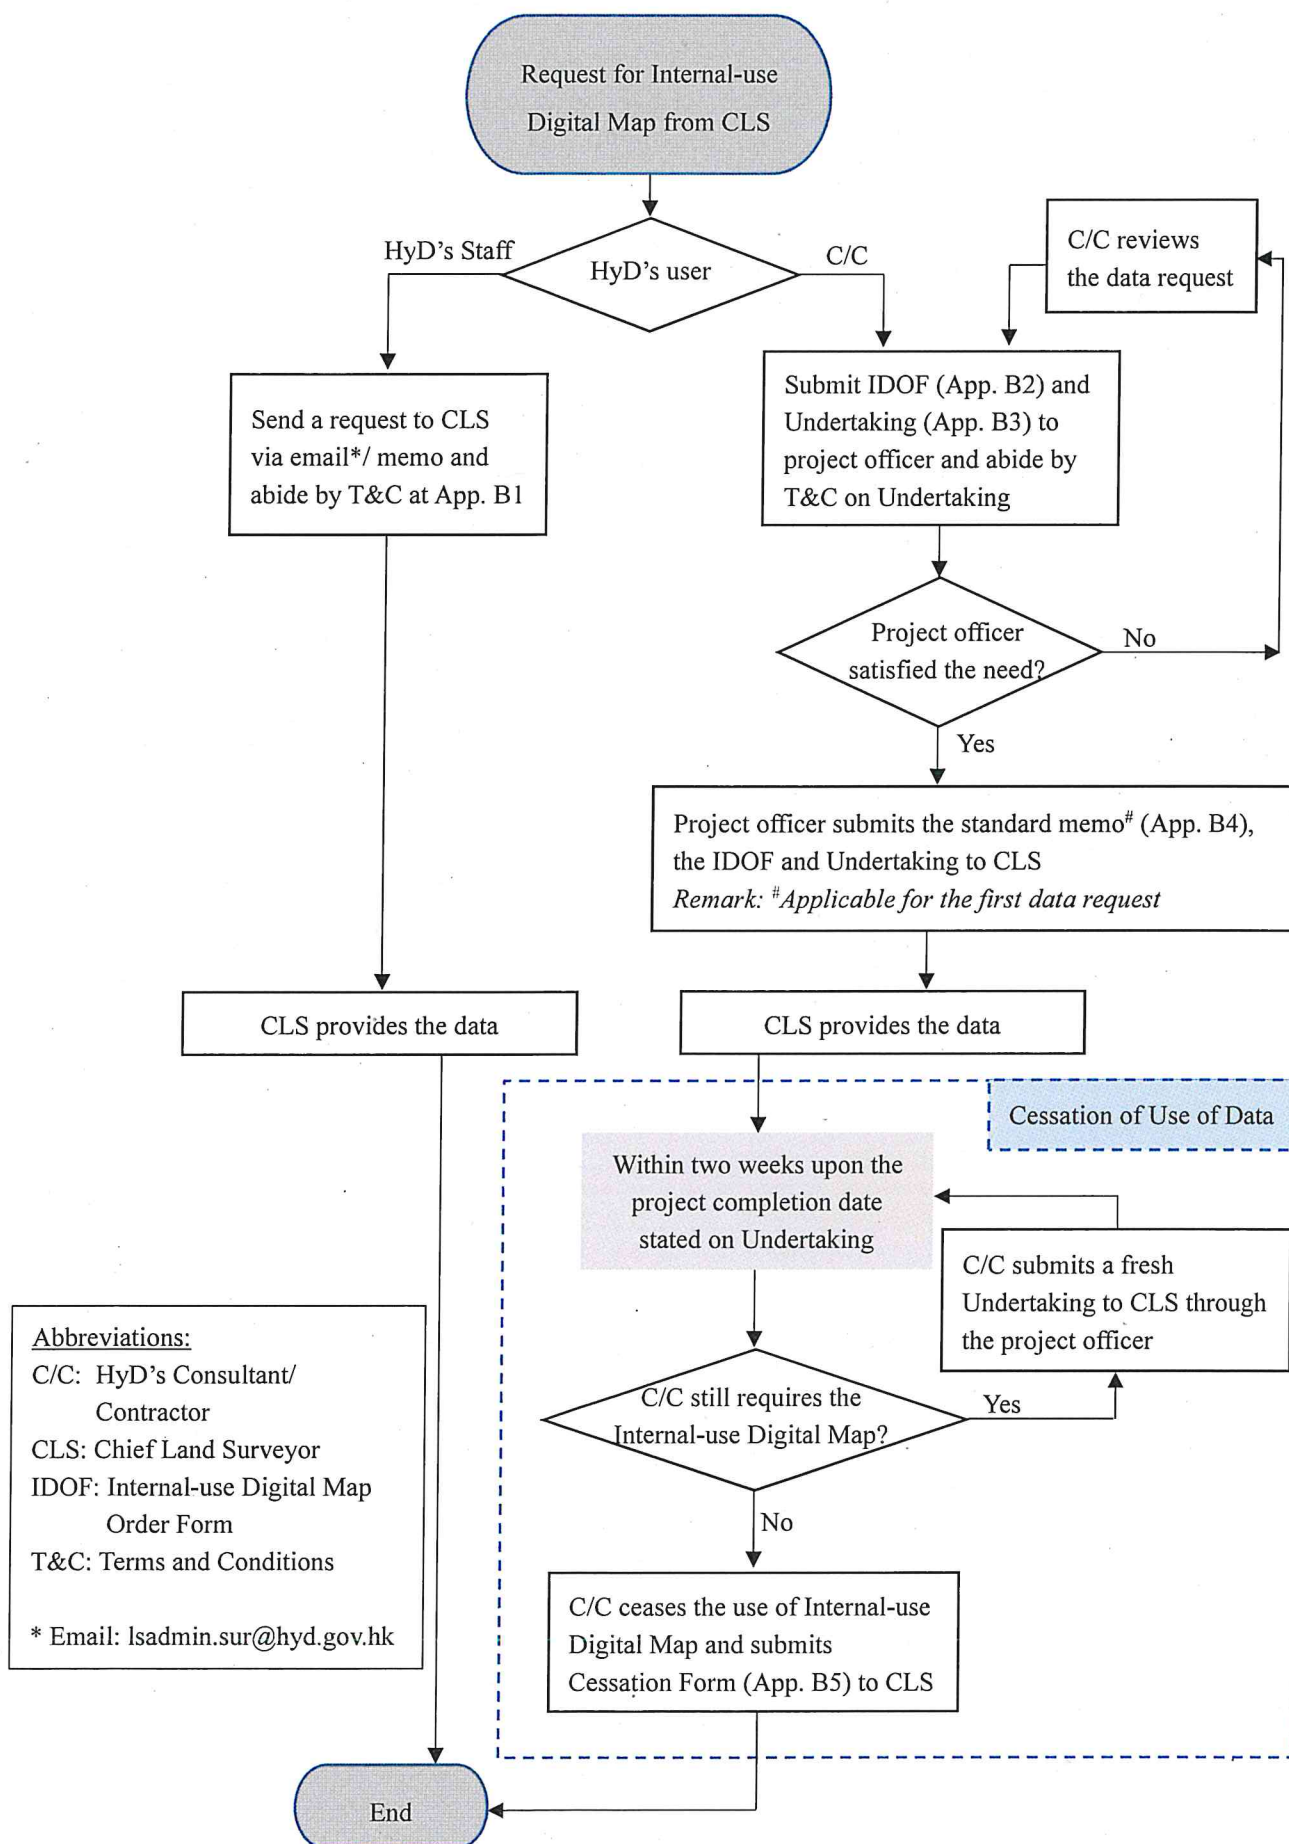 Request for Internal-use
Digital Map from CLS
HyD's Staff
HyD's user
C/C
C/C reviews
the data request
Send a request to CLS
via email*/ memo and
abide by T&C at App. B1
Submit IDOF (App. B2) and
Undertaking (App. B3) to
project officer and abide by
T&C on Undertaking
Project officer
satisfied the need?
No
Yes
Project officer submits the standard memo# (App. B4),
the IDOF and Undertaking to CLS
Remark: #Applicable for the first data request
CLS provides the data
CLS provides the data
Cessation of Use of Data
Within two weeks upon the
project completion date
stated on Undertaking
C/C submits a fresh
Undertaking to CLS through
the project officer
C/C still requires the
Internal-use Digital Map?
Yes
No
C/C ceases the use of Internal-use
Digital Map and submits
Cessation Form (App. B5) to CLS
Abbreviations:
C/C: HyD's Consultant/
Contractor
CLS: Chief Land Surveyor
IDOF: Internal-use Digital Map
Order Form
T&C: Terms and Conditions
* Email: lsadmin.sur@hyd.gov.hk
End